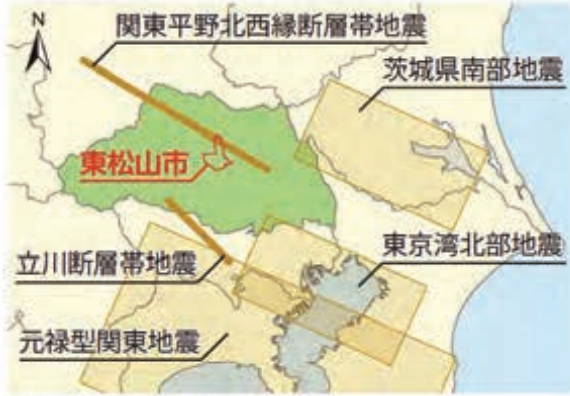 関東平野北西縁断層帯地震
N
茨城県南部地震
東松山市
立川断層帯地震
東京湾北部地震
元禄型関東地震